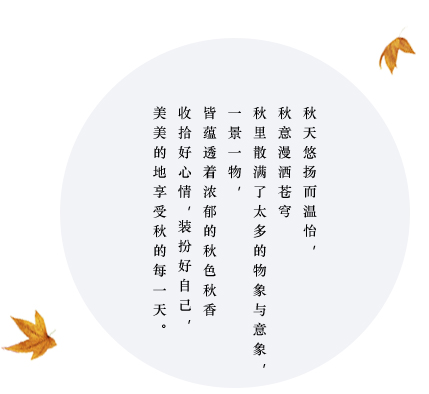 秋天悠扬而温怡，
秋意漫洒苍穹
秋里散满了太多的物象与意象，
一景一物，
皆蕴透着浓郁的秋色秋香
收拾好心情，装扮好自己，
美美的地享受秋的每一天。